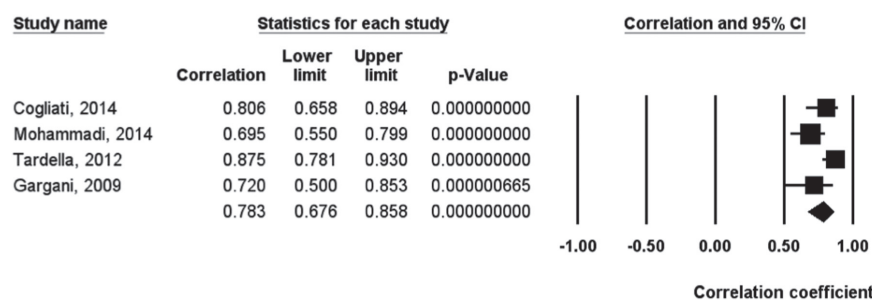 Study name Statistics for each study Correlation and 95% CI
Lower Upper
Correlation limit limit p-Value
Cogliati, 2014 0.806 0.658 0.894 0.000000000
Mohammadi, 2014 0.695 0.550 0.799 0.000000000
Tardella, 2012 0.875 0.781 0.930 0.000000000
Gargani, 2009 0.720 0.500 0.853 0.000000665
0.783 0.676 0.858 0.000000000
-1.00 -0.50 0.00 0.50 1.00
Correlation coefficient